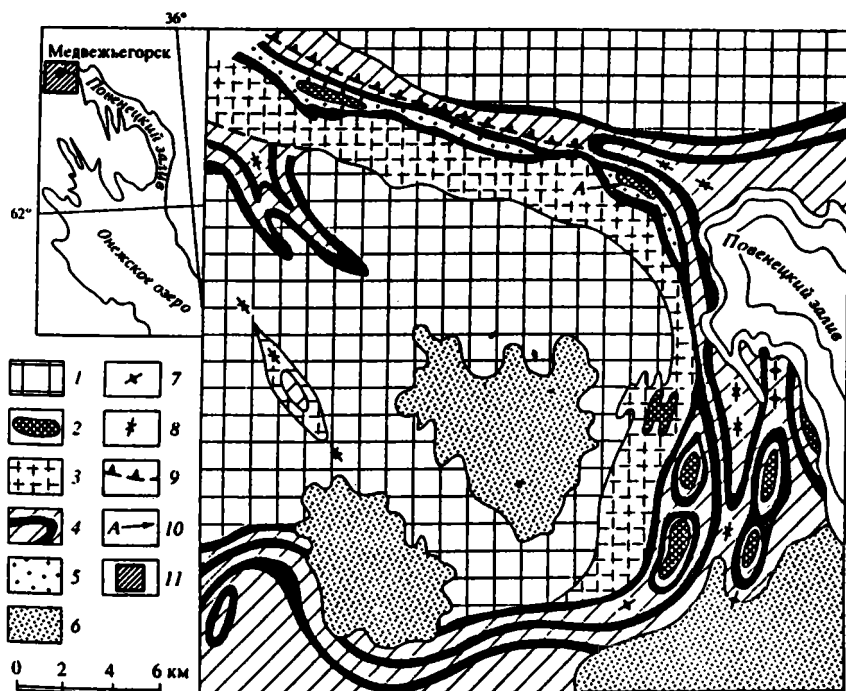 36°
Медвежьегорск
Повенецкий залив
62°
Онежское озеро
А
Повенецкий залив
1 7
2 8
3 9
4 А 10
5 11
6
0 2 4 6 км